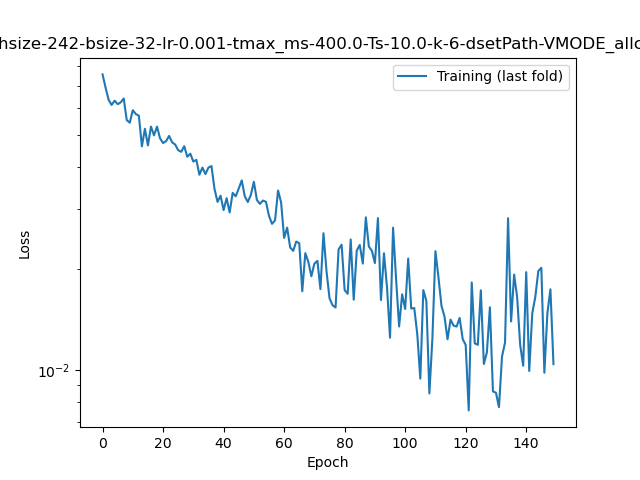 hsize-242-bsize-32-lr-0.001-tmax_ms-400.0-Ts-10.0-k-6-dsetPath-VMODE_allo
Training (last fold)
Loss
10⁻²
0 20 40 60 80 100 120 140
Epoch